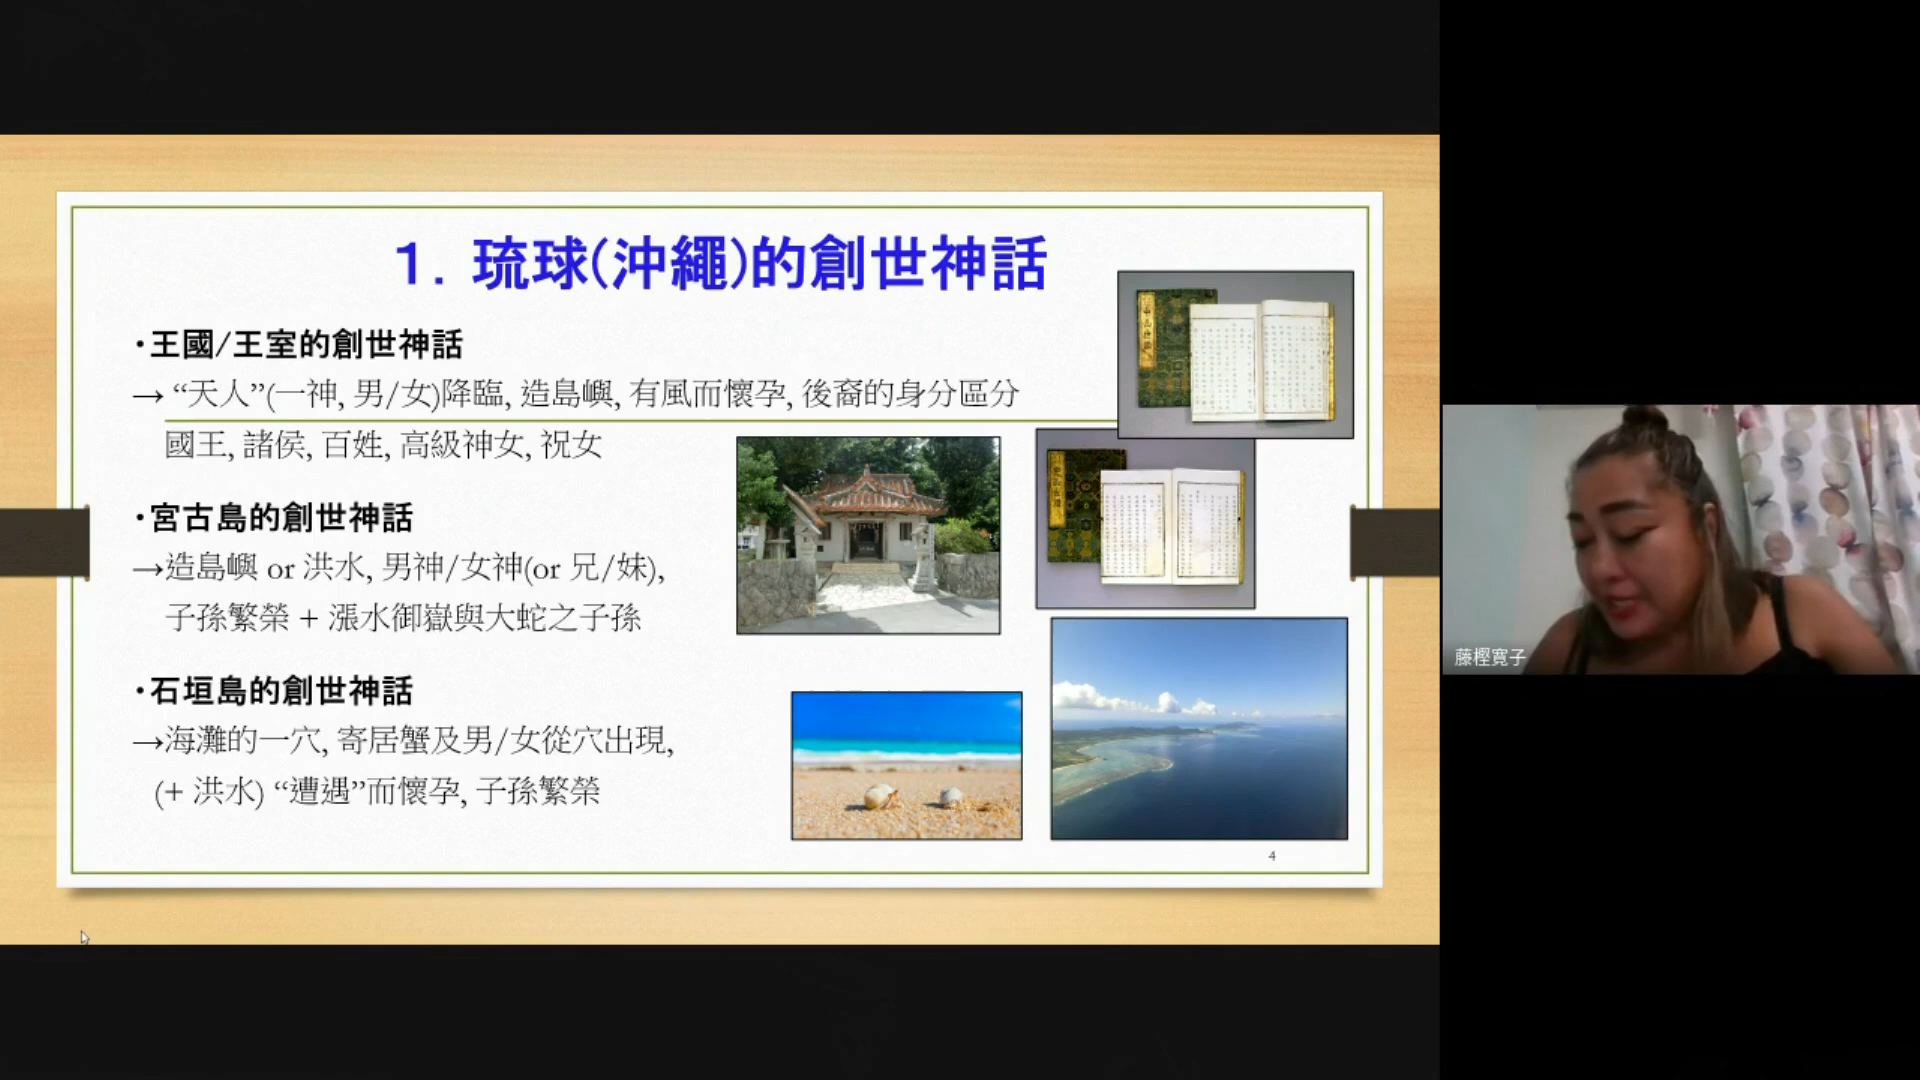 1. 琉球(沖繩)的創世神話
・王國/王室的創世神話
→ “天人”(一神, 男/女)降臨, 造島嶼, 有風而懷孕, 後裔的身分區分
國王, 諸侯, 百姓, 高級神女, 祝女
・宮古島的創世神話
→造島嶼 or 洪水, 男神/女神(or 兄/妹),
子孫繁榮 + 漲水御嶽與大蛇之子孫
・石垣島的創世神話
→海灘的一穴, 寄居蟹及男/女從穴出現,
(+ 洪水) “遭遇”而懷孕, 子孫繁榮
4
藤樫寛子